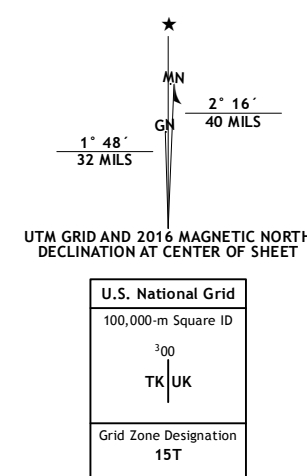 ★
MN
2° 16´
40 MILS
GN
1° 48´
32 MILS
UTM GRID AND 2016 MAGNETIC NORTH
DECLINATION AT CENTER OF SHEET
U.S. National Grid
100,000-m Square ID
³00
TK UK
Grid Zone Designation
15T